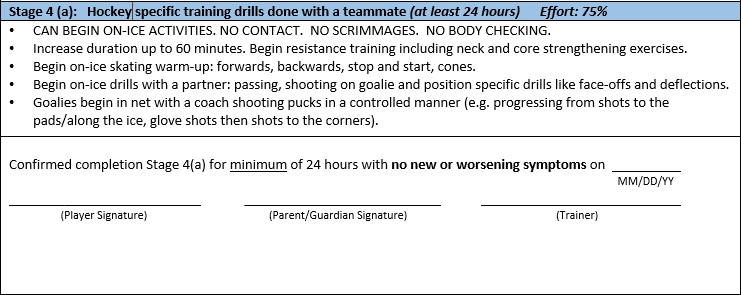 Stage 4 (a): Hockey specific training drills done with a teammate (at least 24 hours) Effort: 75%
• CAN BEGIN ON-ICE ACTIVITIES. NO CONTACT. NO SCRIMMAGES. NO BODY CHECKING.
• Increase duration up to 60 minutes. Begin resistance training including neck and core strengthening exercises.
• Begin on-ice skating warm-up: forwards, backwards, stop and start, cones.
• Begin on-ice drills with a partner: passing, shooting on goalie and position specific drills like face-offs and deflections.
• Goalies begin in net with a coach shooting pucks in a controlled manner (e.g. progressing from shots to the
pads/along the ice, glove shots then shots to the corners).
Confirmed completion Stage 4(a) for minimum of 24 hours with no new or worsening symptoms on
MM/DD/YY
(Player Signature) (Parent/Guardian Signature) (Trainer)